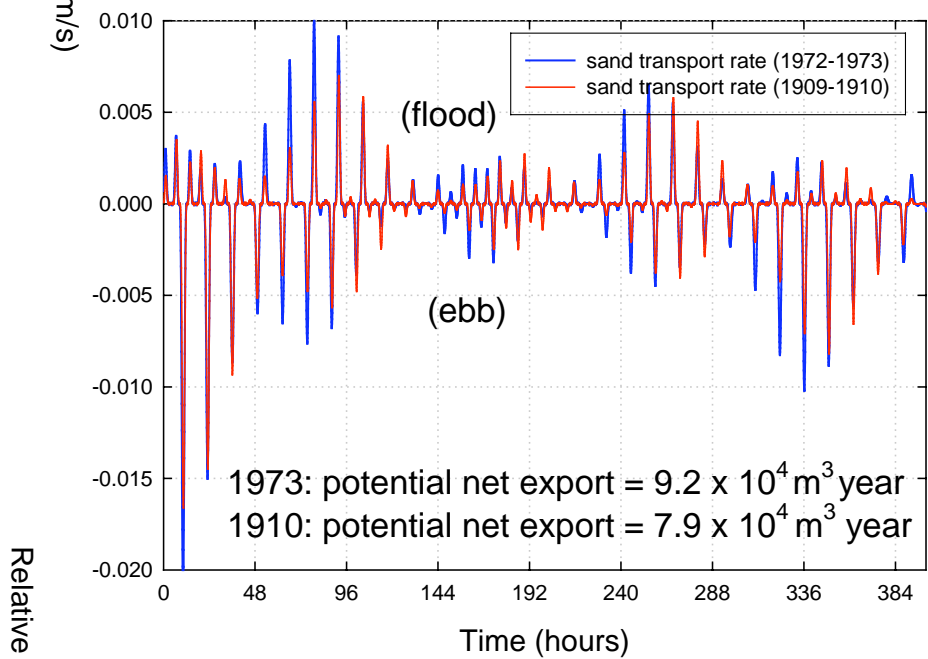 m/s)
0.010
0.005
0.000
-0.005
-0.010
-0.015
-0.020
sand transport rate (1972-1973)
sand transport rate (1909-1910)
(flood)
(ebb)
1973: potential net export = 9.2 x 10⁴ m³ year
1910: potential net export = 7.9 x 10⁴ m³ year
0 48 96 144 192 240 288 336 384
Time (hours)
Relative